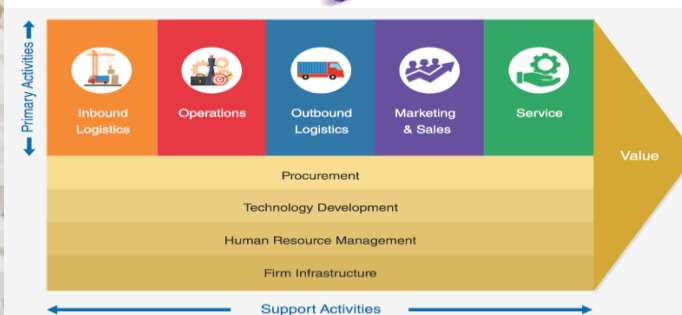 Primary Activities
Inbound
Logistics
Operations
Outbound
Logistics
Marketing
& Sales
Service
Value
Procurement
Technology Development
Human Resource Management
Firm Infrastructure
Support Activities